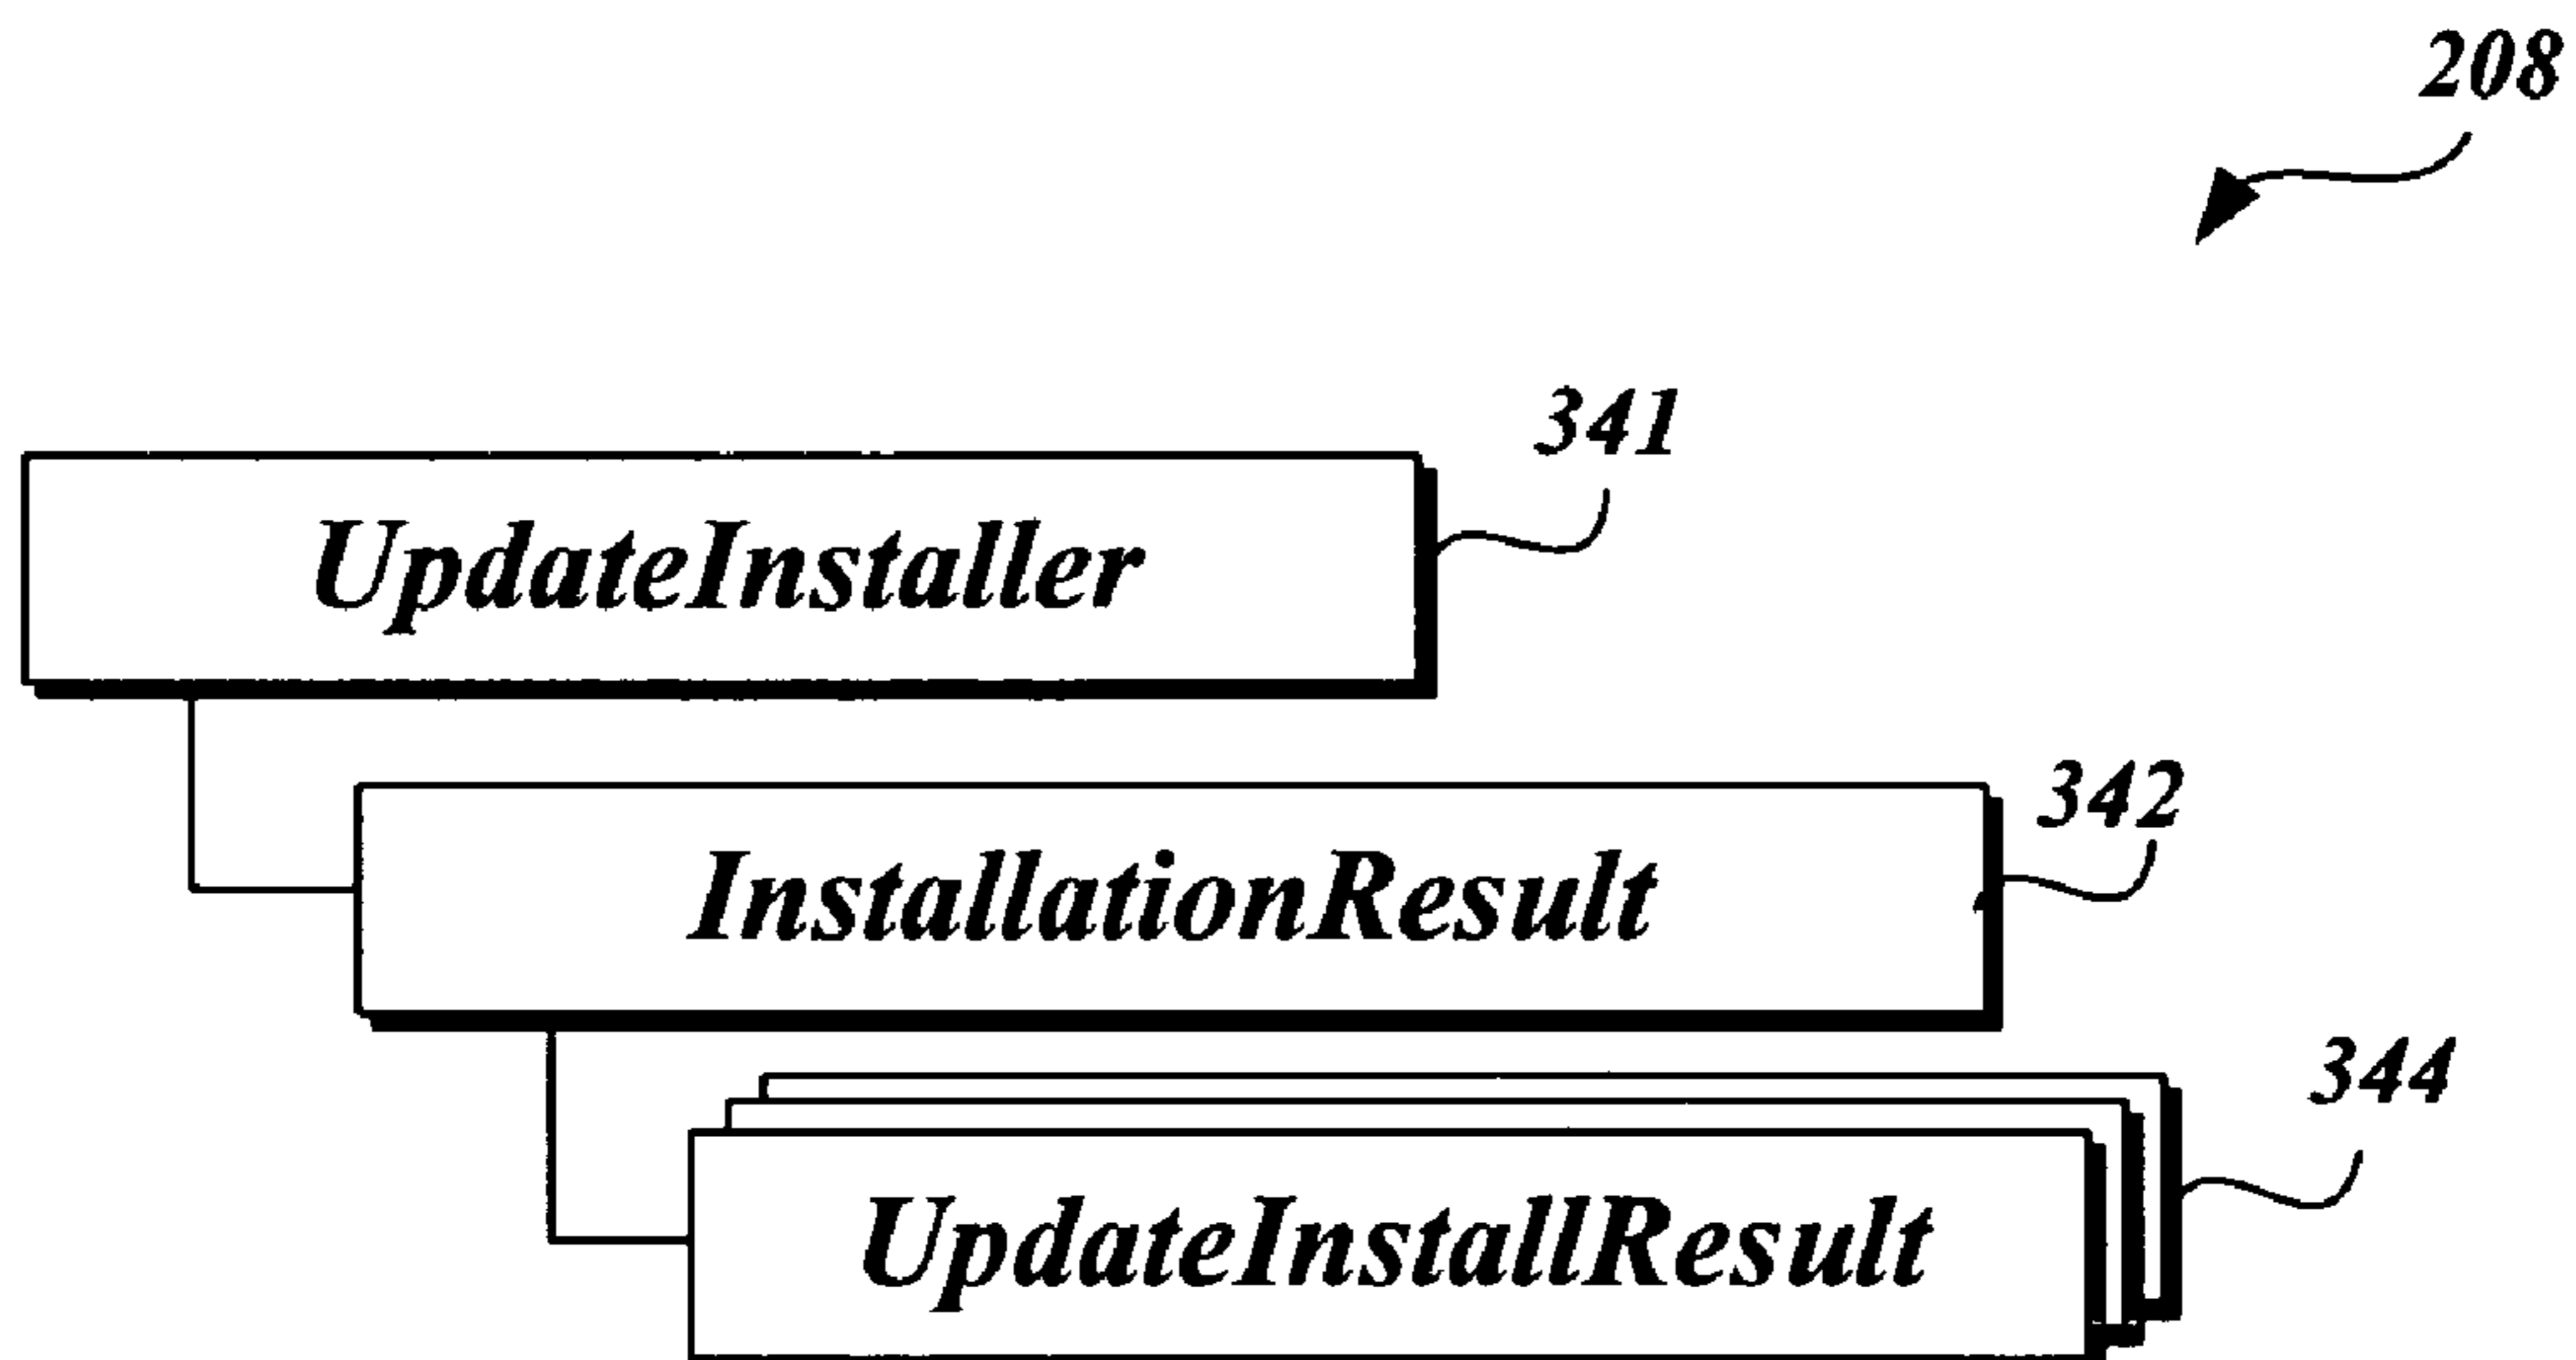 208
341
UpdateInstaller
342
InstallationResult
344
UpdateInstallResult